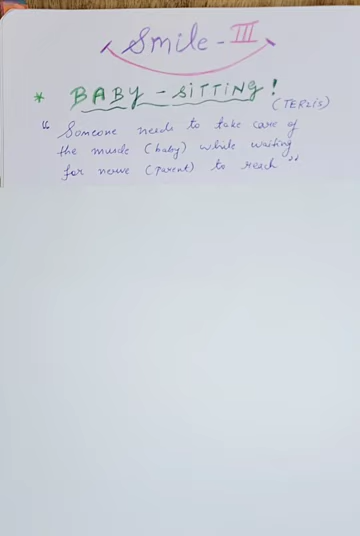 Smile - III
* BABY - SITTING !
(TERZIS)
" Someone needs to take care of
the muscle (baby) while waiting
for nerve (parent) to reach "